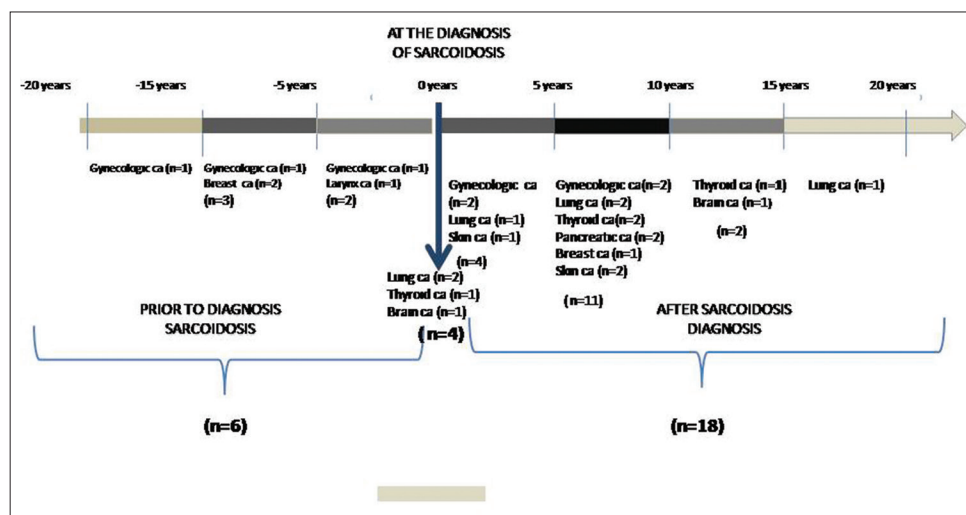 AT THE DIAGNOSIS
OF SARCOIDOSIS
-20 years
-15 years
-5 years
0 years
5 years
10 years
15 years
20 years
Gynecologic ca (n=1)
Gynecologic ca (n=1)
Breast ca (n=2)
(n=3)
Gynecologic ca (n=1)
Larynx ca (n=1)
(n=2)
Lung ca (n=2)
Thyroid ca (n=1)
Brain ca (n=1)
(n=4)
Gynecologic ca
(n=2)
Lung ca (n=1)
Skin ca (n=1)
(n=4)
Gynecologic ca(n=2)
Lung ca (n=2)
Thyroid ca(n=2)
Pancreatic ca (n=2)
Breast ca (n=1)
Skin ca (n=2)
(n=11)
Thyroid ca (n=1)
Brain ca (n=1)
(n=2)
Lung ca (n=1)
PRIOR TO DIAGNOSIS
SARCOIDOSIS
(n=6)
AFTER SARCOIDOSIS
DIAGNOSIS
(n=18)